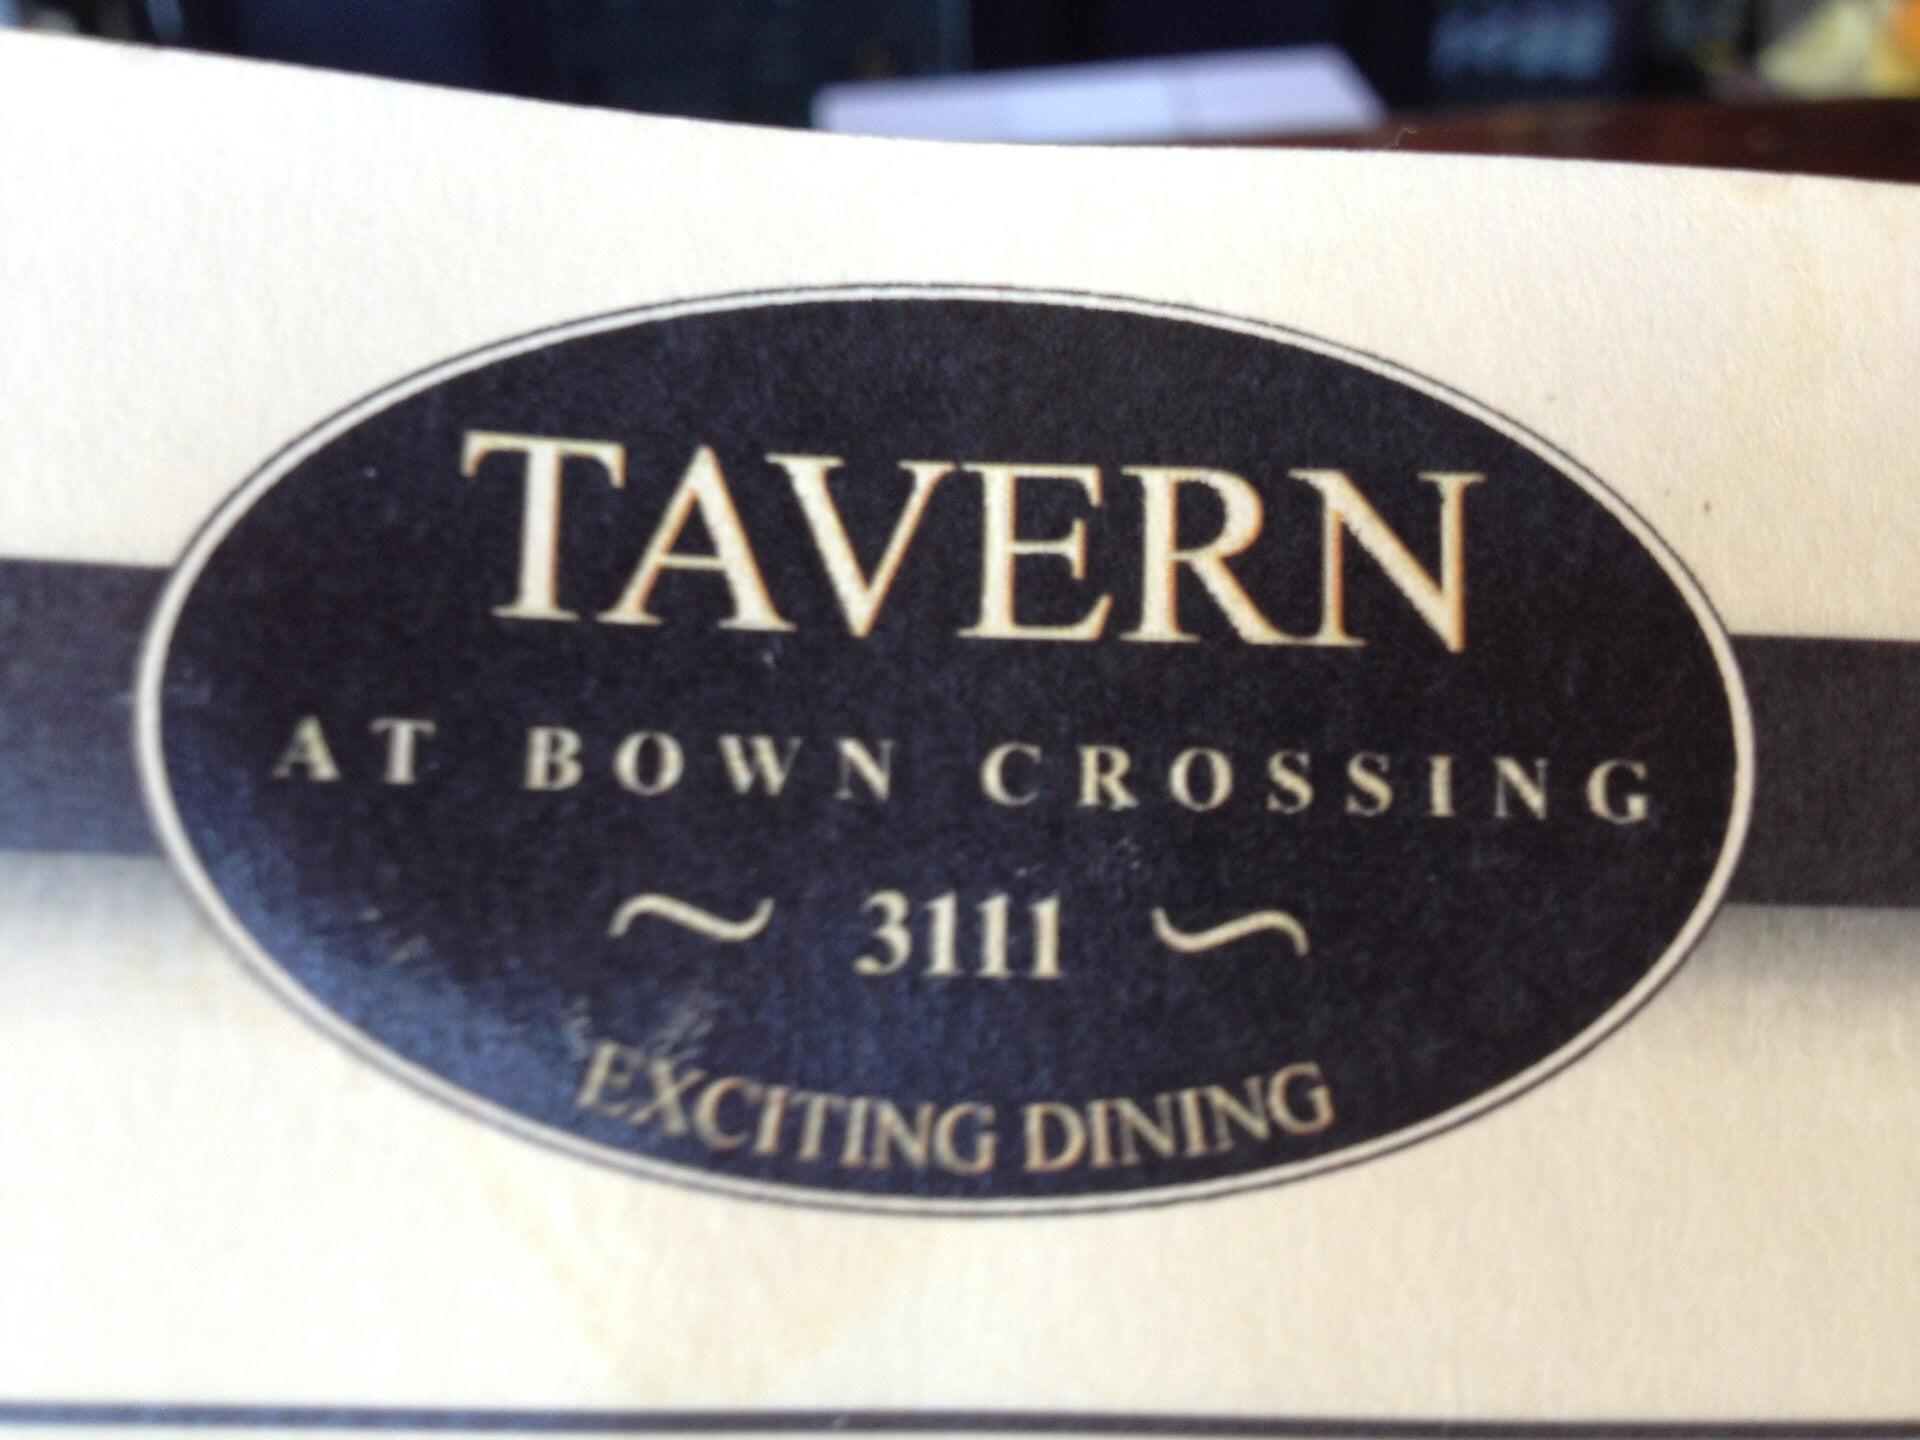 TAVERN
AT BOWN CROSSING
~ 3111 ~
EXCITING DINING